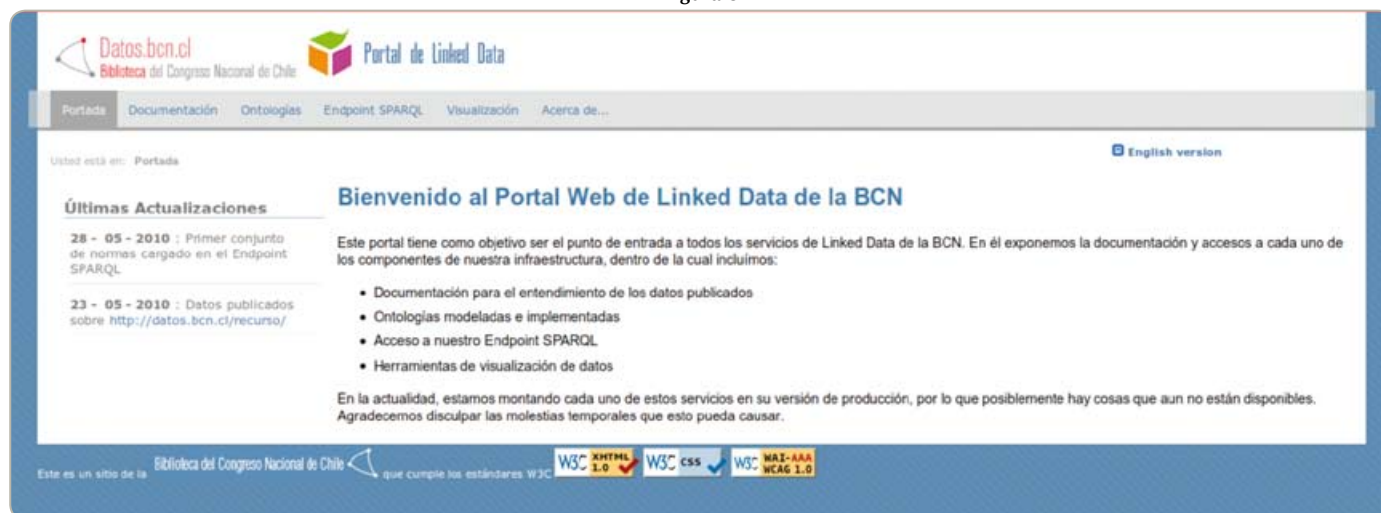 Datos.bcn.cl
Biblioteca del Congreso Nacional de Chile
Portal de Linked Data
Portada Documentación Ontologías Endpoint SPARQL Visualización Acerca de...
Usted está en: Portada
English version
Últimas Actualizaciones
28 - 05 - 2010 : Primer conjunto
de normas cargado en el Endpoint
SPARQL
23 - 05 - 2010 : Datos publicados
sobre http://datos.bcn.cl/recurso/
Bienvenido al Portal Web de Linked Data de la BCN
Este portal tiene como objetivo ser el punto de entrada a todos los servicios de Linked Data de la BCN. En él exponemos la documentación y accesos a cada uno de
los componentes de nuestra infraestructura, dentro de la cual incluímos:
• Documentación para el entendimiento de los datos publicados
• Ontologías modeladas e implementadas
• Acceso a nuestro Endpoint SPARQL
• Herramientas de visualización de datos
En la actualidad, estamos montando cada uno de estos servicios en su versión de producción, por lo que posiblemente hay cosas que aun no están disponibles.
Agradecemos disculpar las molestias temporales que esto pueda causar.
Este es un sitio de la Biblioteca del Congreso Nacional de Chile que cumple los estándares W3C W3C XHTML 1.0 W3C css W3C WAI-AAA WCAG 1.0